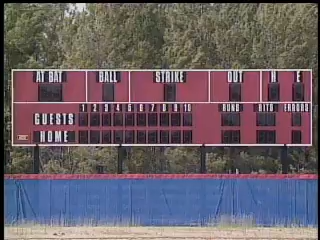 AT BAT BALL STRIKE OUT H E
1 2 3 4 5 6 7 8 9 10 RUNS HITS ERRORS
GUESTS
HOME